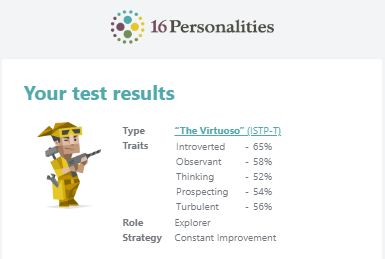 16Personalities
Your test results
Type "The Virtuoso" (ISTP-T)
Traits Introverted - 65%
Observant - 58%
Thinking - 52%
Prospecting - 54%
Turbulent - 56%
Role Explorer
Strategy Constant Improvement